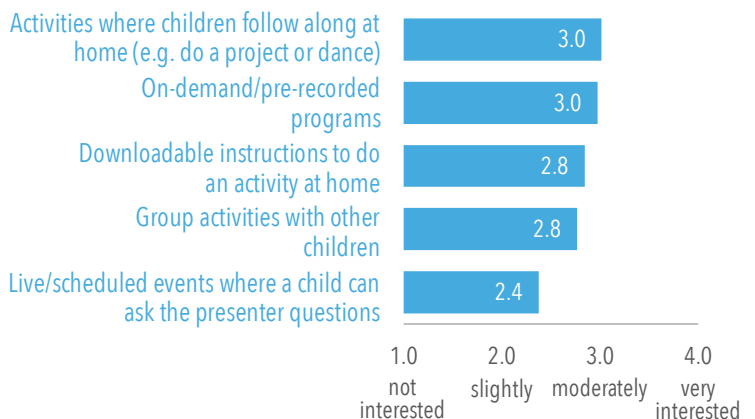 Activities where children follow along at
home (e.g. do a project or dance)
3.0
On-demand/pre-recorded
programs
3.0
Downloadable instructions to do
an activity at home
2.8
Group activities with other
children
2.8
Live/scheduled events where a child can
ask the presenter questions
2.4
1.0 2.0 3.0 4.0
not slightly moderately very
interested interested